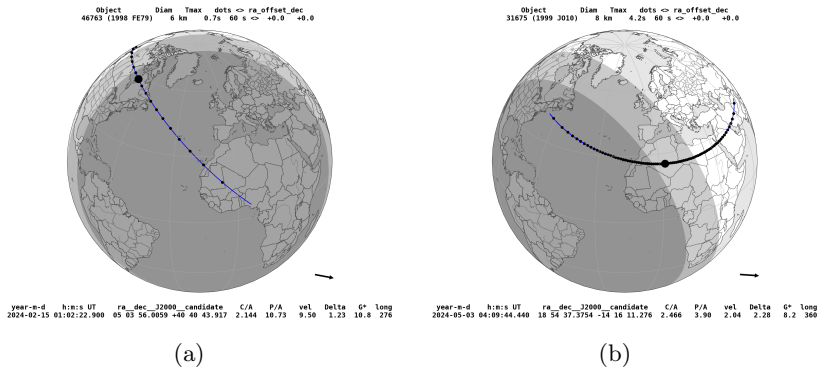 Object Diam Tmax dots <> ra_offset_dec
46763 (1998 FE79) 6 km 0.7s 60 s <> +0.0 +0.0
year-m-d h:m:s UT ra__dec__J2000__candidate C/A P/A vel Delta G* long
2024-02-15 01:02:22.900 05 03 56.0059 +40 40 43.917 2.144 10.73 9.50 1.23 10.8 276
(a)
Object Diam Tmax dots <> ra_offset_dec
31675 (1999 JO10) 8 km 4.2s 60 s <> +0.0 +0.0
year-m-d h:m:s UT ra__dec__J2000__candidate C/A P/A vel Delta G* long
2024-05-03 04:09:44.440 18 54 37.3754 -14 16 11.276 2.466 3.90 2.04 2.28 8.2 360
(b)